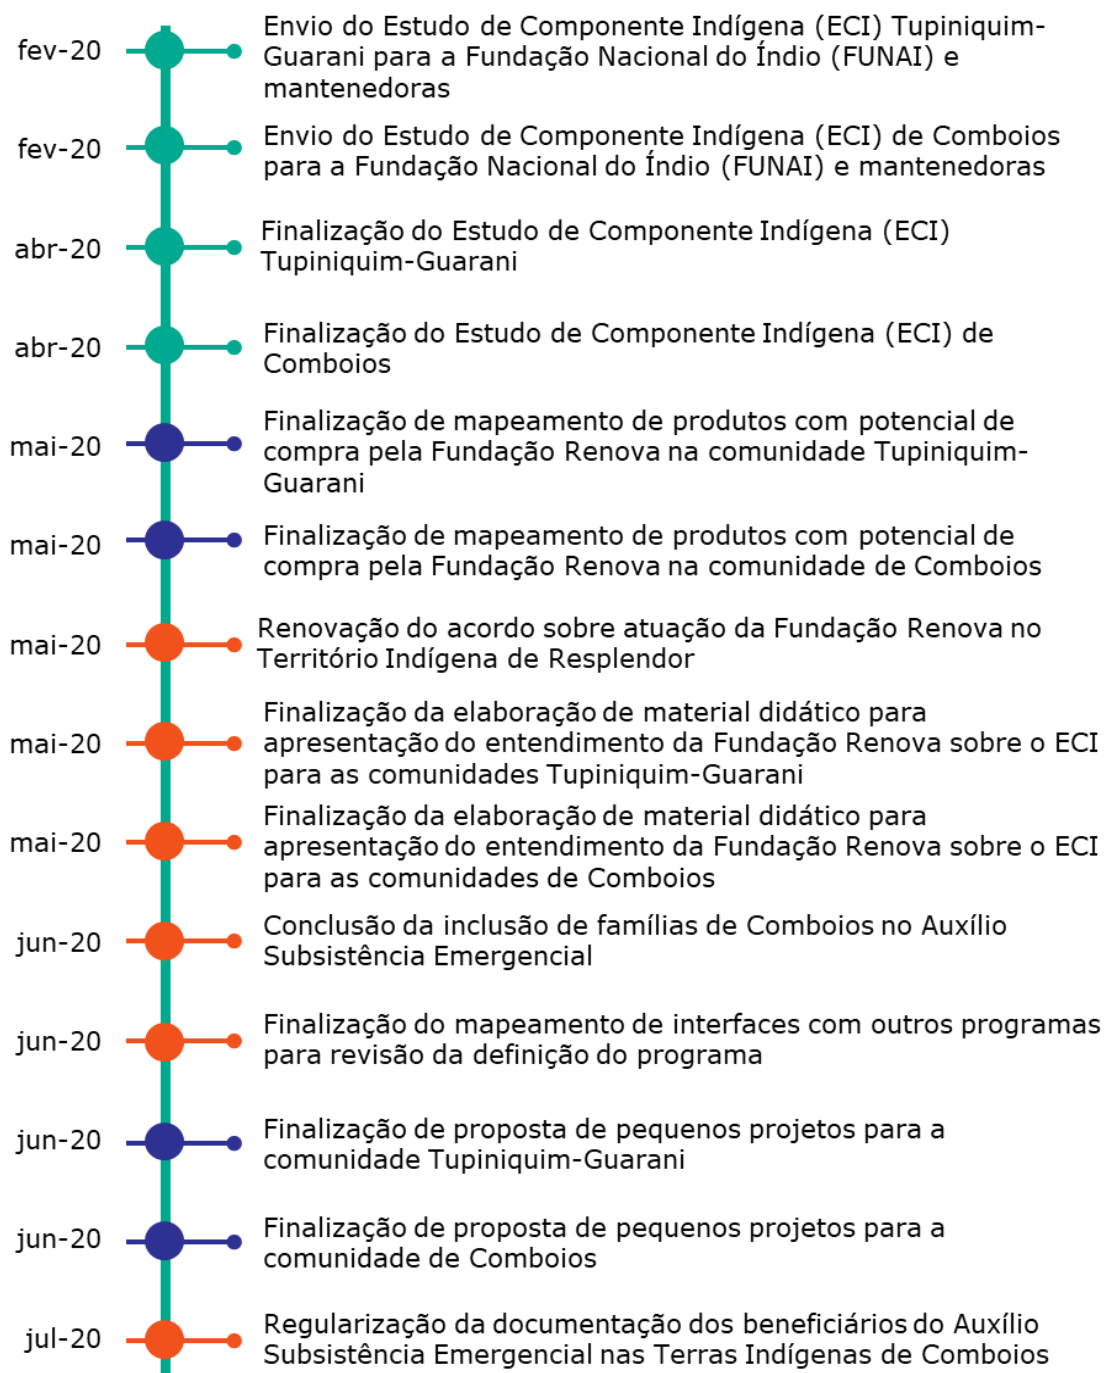 fev-20
Envio do Estudo de Componente Indígena (ECI) Tupiniquim-
Guarani para a Fundação Nacional do Índio (FUNAI) e
mantenedoras
fev-20
Envio do Estudo de Componente Indígena (ECI) de Comboios
para a Fundação Nacional do Índio (FUNAI) e mantenedoras
abr-20
Finalização do Estudo de Componente Indígena (ECI)
Tupiniquim-Guarani
abr-20
Finalização do Estudo de Componente Indígena (ECI) de
Comboios
mai-20
Finalização de mapeamento de produtos com potencial de
compra pela Fundação Renova na comunidade Tupiniquim-
Guarani
mai-20
Finalização de mapeamento de produtos com potencial de
compra pela Fundação Renova na comunidade de Comboios
mai-20
Renovação do acordo sobre atuação da Fundação Renova no
Território Indígena de Resplendor
mai-20
Finalização da elaboração de material didático para
apresentação do entendimento da Fundação Renova sobre o ECI
para as comunidades Tupiniquim-Guarani
mai-20
Finalização da elaboração de material didático para
apresentação do entendimento da Fundação Renova sobre o ECI
para as comunidades de Comboios
jun-20
Conclusão da inclusão de famílias de Comboios no Auxílio
Subsistência Emergencial
jun-20
Finalização do mapeamento de interfaces com outros programas
para revisão da definição do programa
jun-20
Finalização de proposta de pequenos projetos para a
comunidade Tupiniquim-Guarani
jun-20
Finalização de proposta de pequenos projetos para a
comunidade de Comboios
jul-20
Regularização da documentação dos beneficiários do Auxílio
Subsistência Emergencial nas Terras Indígenas de Comboios